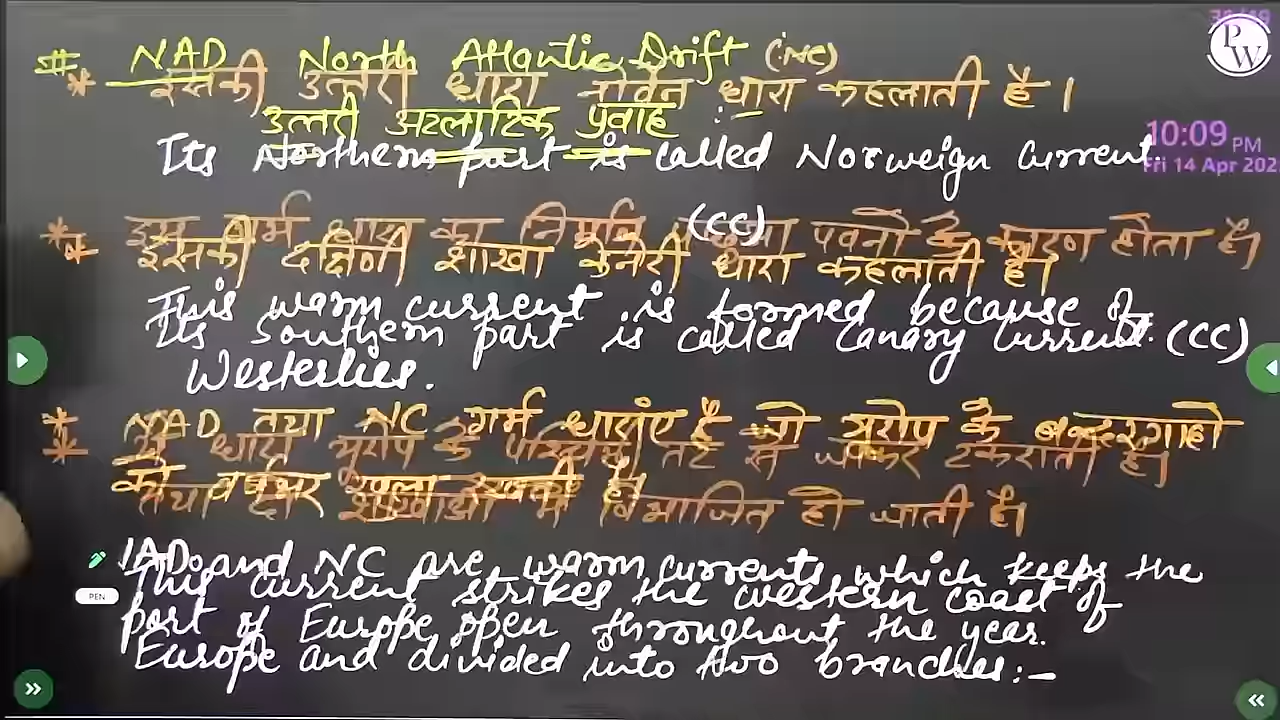 PW
# NAD North Atlantic Drift (NC)
* इसकी उत्तरी धारा नोर्वेन धारा कहलाती है।
उत्तरी अटलांटिक प्रवाह :-
Its Northern part is called Norweign current.
10:09 PM
Fri 14 Apr 202
* इस गर्म धारा का निर्माण पवनों के कारण होता है।
(CC)
* इसकी दक्षिणी शाखा केनेरी धारा कहलाती है।
This warm current is formed because of
Its Southern part is called Canary Current. (CC)
Westerlies.
* NAD तथा NC गर्म धाराएं है जो यूरोप के बन्दरगाहो
* ये धारा यूरोप के पश्चिमी तट से जाकर टकराती है।
को वर्षभर खुला रखती है।
तथा दो शाखाओं में विभाजित हो जाती है।
NAD and NC are warm currents which keeps the
This current strikes the western coast of
PEN
port of Europe open throughout the year.
Europe and divided into two branches:-